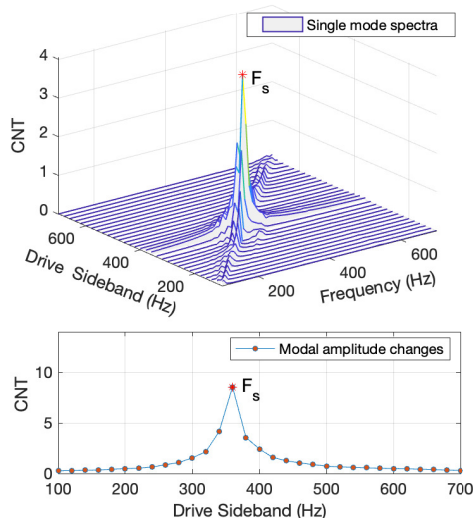 Single mode spectra
4
3
2
1
0
CNT
F_s
600
400
200
Drive Sideband (Hz)
200
400
600
Frequency (Hz)
Modal amplitude changes
10
5
0
CNT
F_s
100 200 300 400 500 600 700
Drive Sideband (Hz)